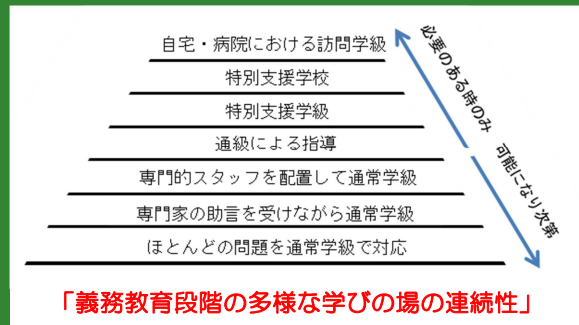 自宅・病院における訪問学級
特別支援学校
特別支援学級
通級による指導
専門的スタッフを配置して通常学級
専門家の助言を受けながら通常学級
ほとんどの問題を通常学級で対応
必要のある時のみ
可能になり次第
「義務教育段階の多様な学びの場の連続性」